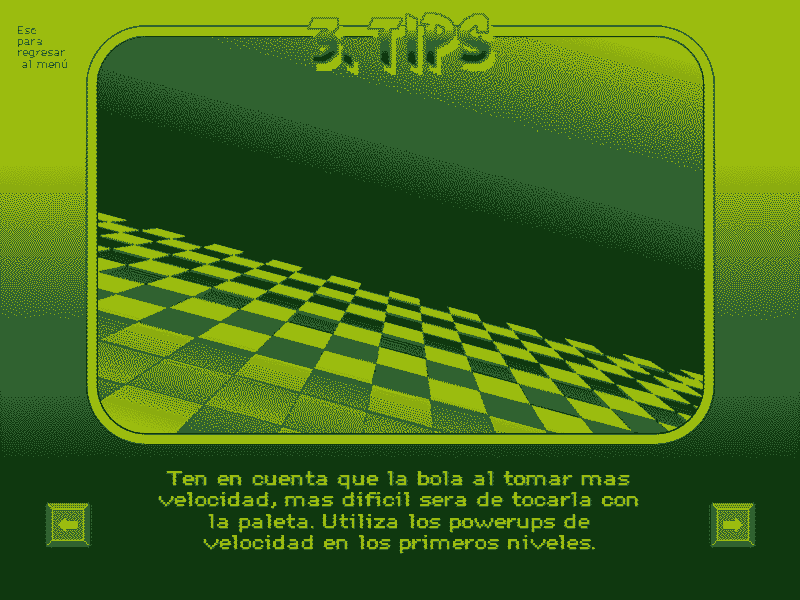 Esc
para
regresar
al menú
3. TIPS
Ten en cuenta que la bola al tomar mas
velocidad, mas dificil sera de tocarla con
la paleta. Utiliza los powerups de
velocidad en los primeros niveles.